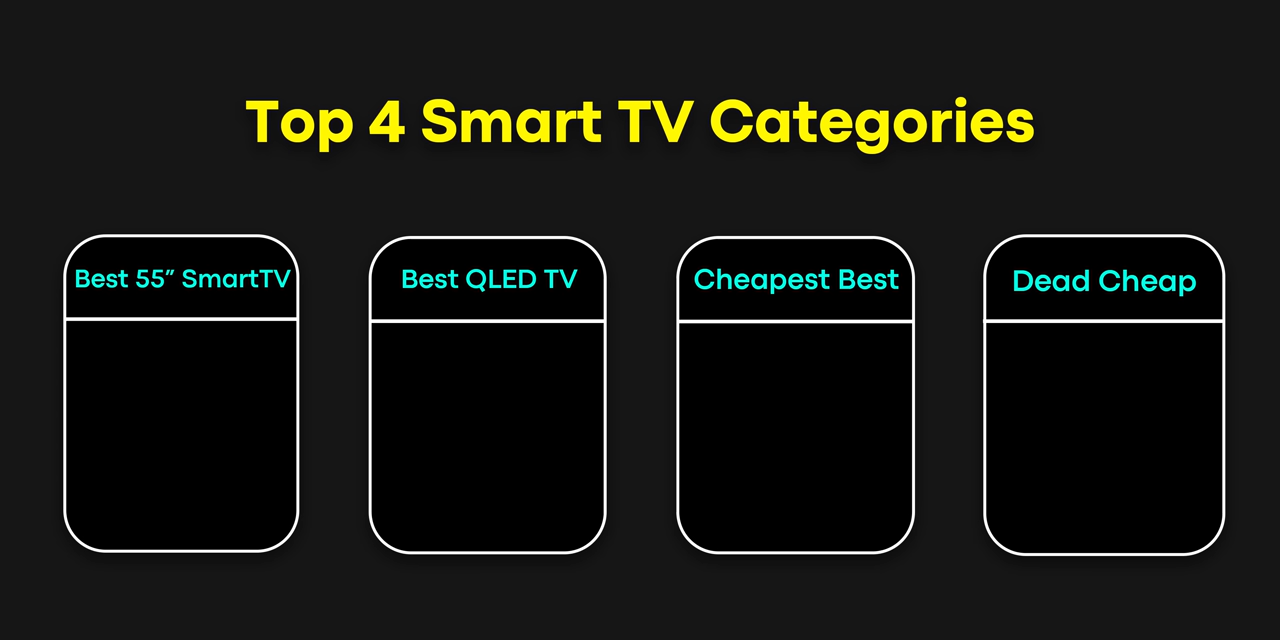 Top 4 Smart TV Categories
Best 55” SmartTV
Best QLED TV
Cheapest Best
Dead Cheap